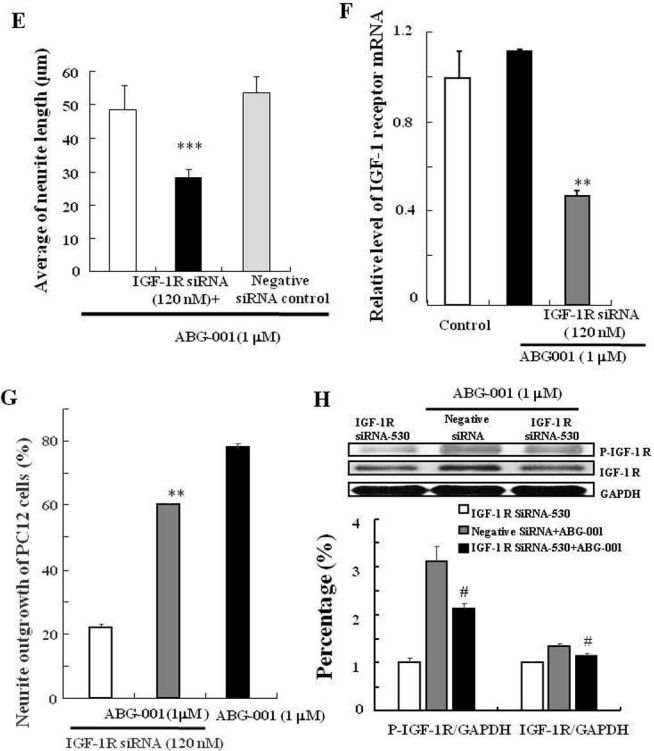 E
Average of neurite length (µm)
60
50
40
30
20
10
0
***
IGF-1R siRNA
(120 nM)+
Negative
siRNA control
ABG-001(1 µM)
F
Relative level of IGF-1 receptor mRNA
1.2
0.8
0.4
0
**
Control
IGF-1R siRNA
(120 nM)
ABG001 (1 µM)
G
Neurite outgrowth of PC12 cells (%)
80
60
40
20
0
**
ABG-001(1µM)
ABG-001 (1 µM)
IGF-1R siRNA (120 nM)
H
ABG-001 (1 µM)
IGF-1R
siRNA-530
Negative
siRNA
IGF-1R
siRNA-530
P-IGF-1 R
IGF-1 R
GAPDH
IGF-1 R SiRNA-530
Negative SiRNA+ABG-001
IGF-1R SiRNA-530+ABG-001
Percentage (%)
4
3
2
1
0
#
#
P-IGF-1R/GAPDH
IGF-1R/GAPDH